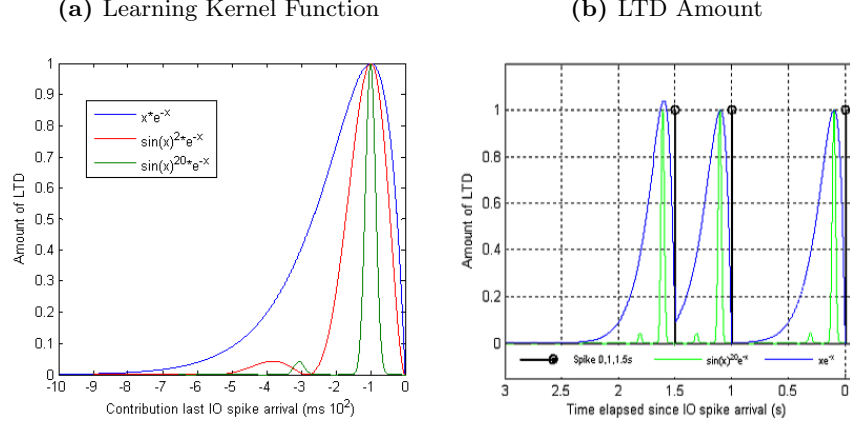 (a) Learning Kernel Function
(b) LTD Amount
Amount of LTD
1
0.9
0.8
0.7
0.6
0.5
0.4
0.3
0.2
0.1
0
x*e^-x
sin(x)^2*e^-x
sin(x)^20*e^-x
-10 -9 -8 -7 -6 -5 -4 -3 -2 -1 0
Contribution last IO spike arrival (ms 10^2)
Amount of LTD
1
0.8
0.6
0.4
0.2
0
Spike 0,1,1.5s
sin(x)^20e^-x
xe^-x
3 2.5 2 1.5 1 0.5 0
Time elapsed since IO spike arrival (s)